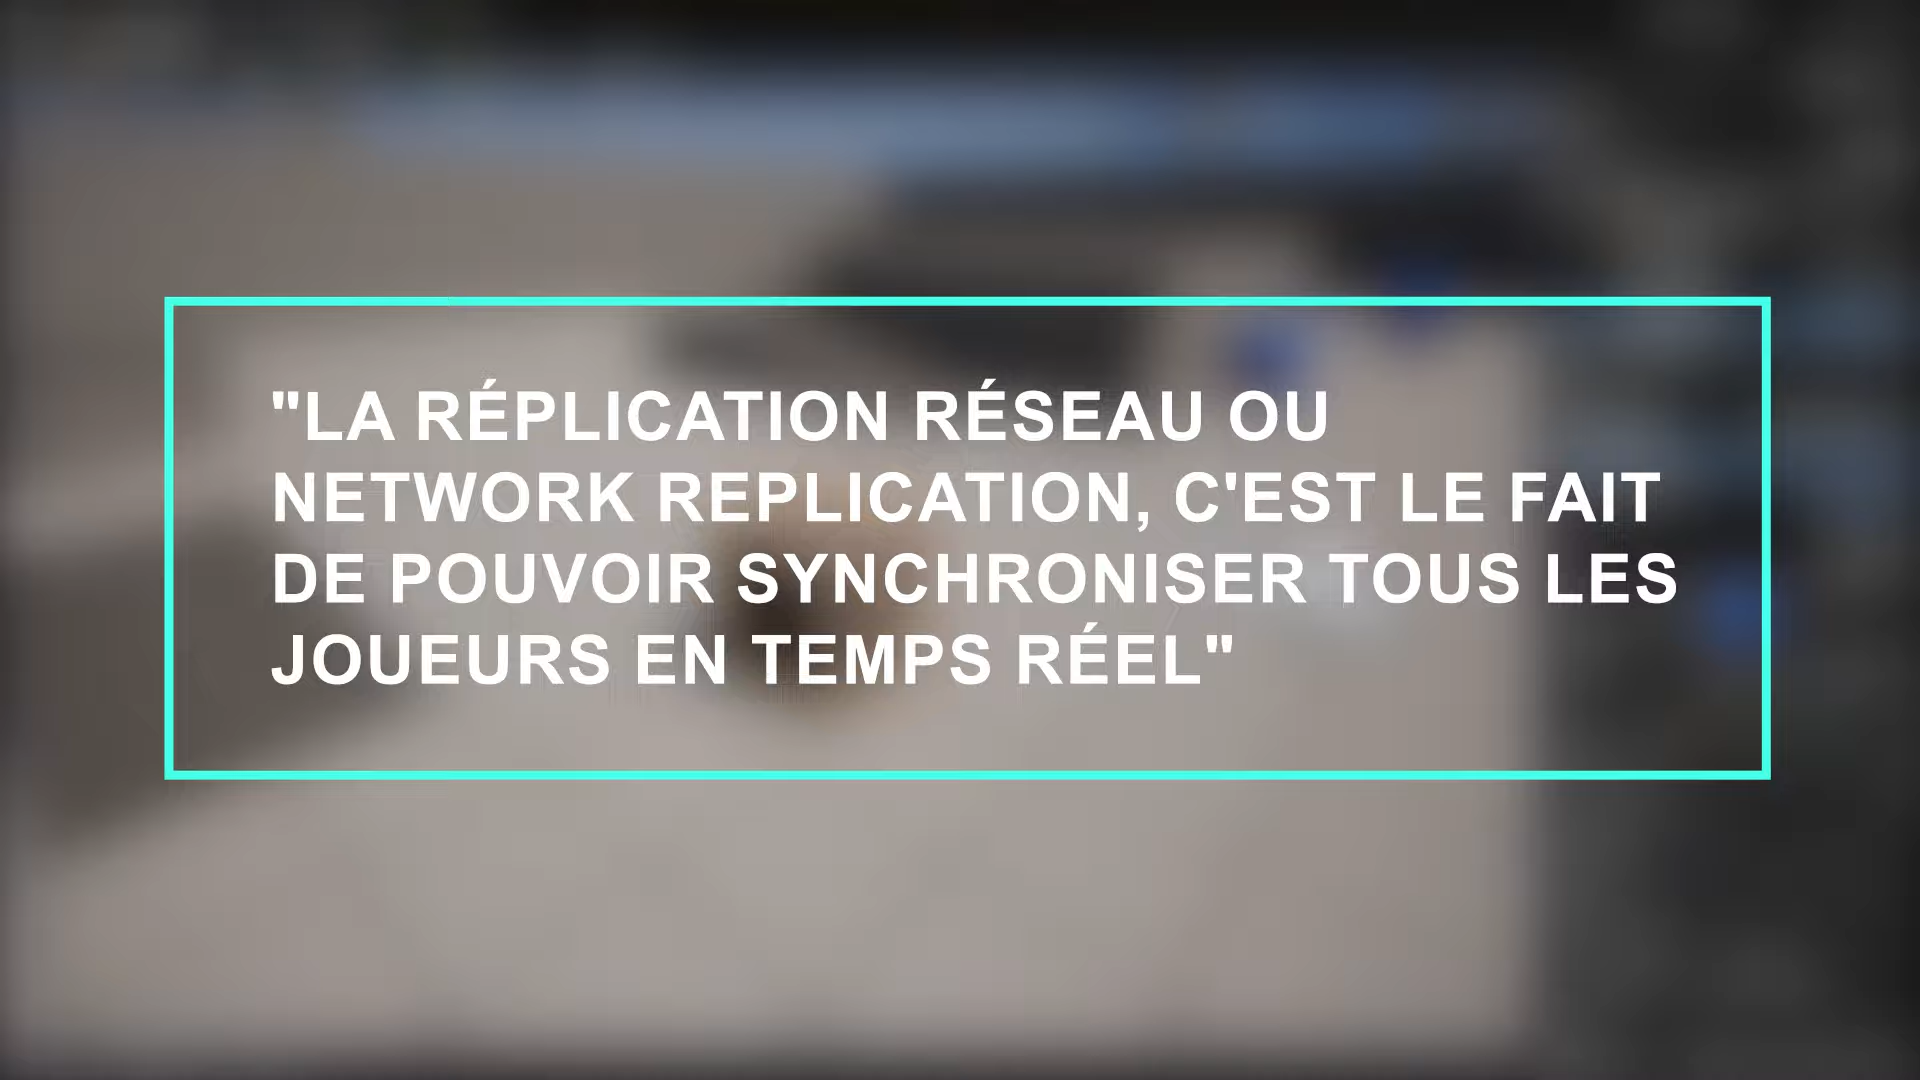 "LA RÉPLICATION RÉSEAU OU
NETWORK REPLICATION, C'EST LE FAIT
DE POUVOIR SYNCHRONISER TOUS LES
JOUEURS EN TEMPS RÉEL"